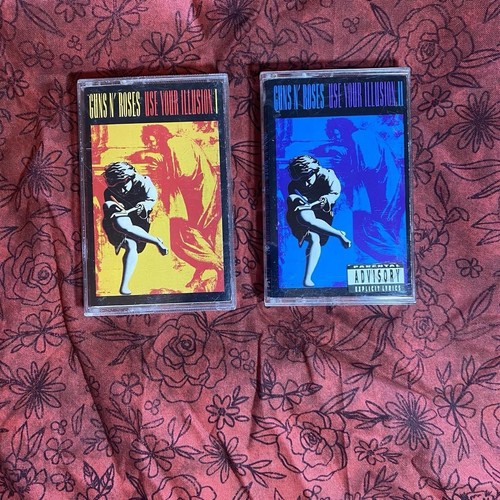 GUNS N' ROSES USE YOUR ILLUSION I
GUNS N' ROSES USE YOUR ILLUSION II
PARENTAL
ADVISORY
EXPLICIT LYRICS